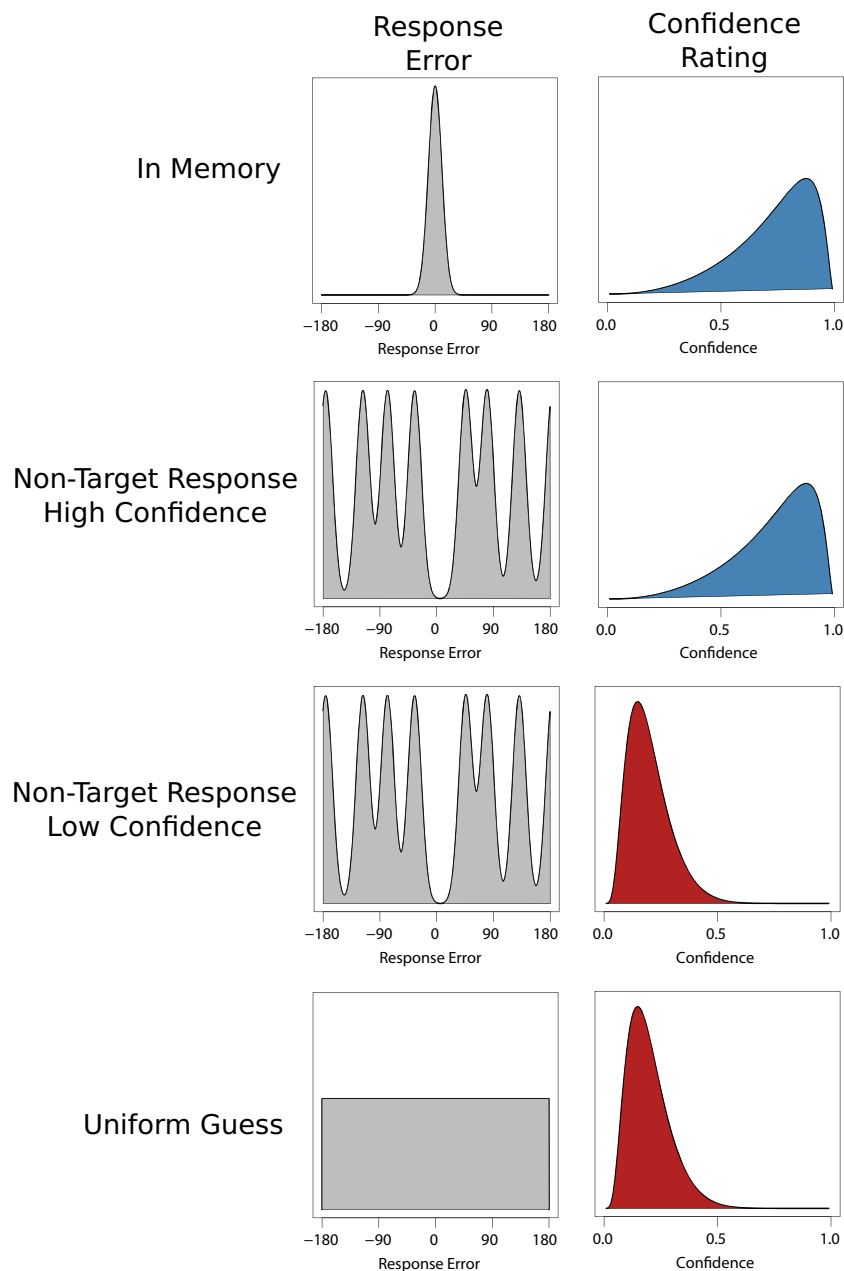 Response
Error
Confidence
Rating
In Memory
−180 −90 0 90 180
Response Error
0.0 0.5 1.0
Confidence
Non-Target Response
High Confidence
−180 −90 0 90 180
Response Error
0.0 0.5 1.0
Confidence
Non-Target Response
Low Confidence
−180 −90 0 90 180
Response Error
0.0 0.5 1.0
Confidence
Uniform Guess
−180 −90 0 90 180
Response Error
0.0 0.5 1.0
Confidence